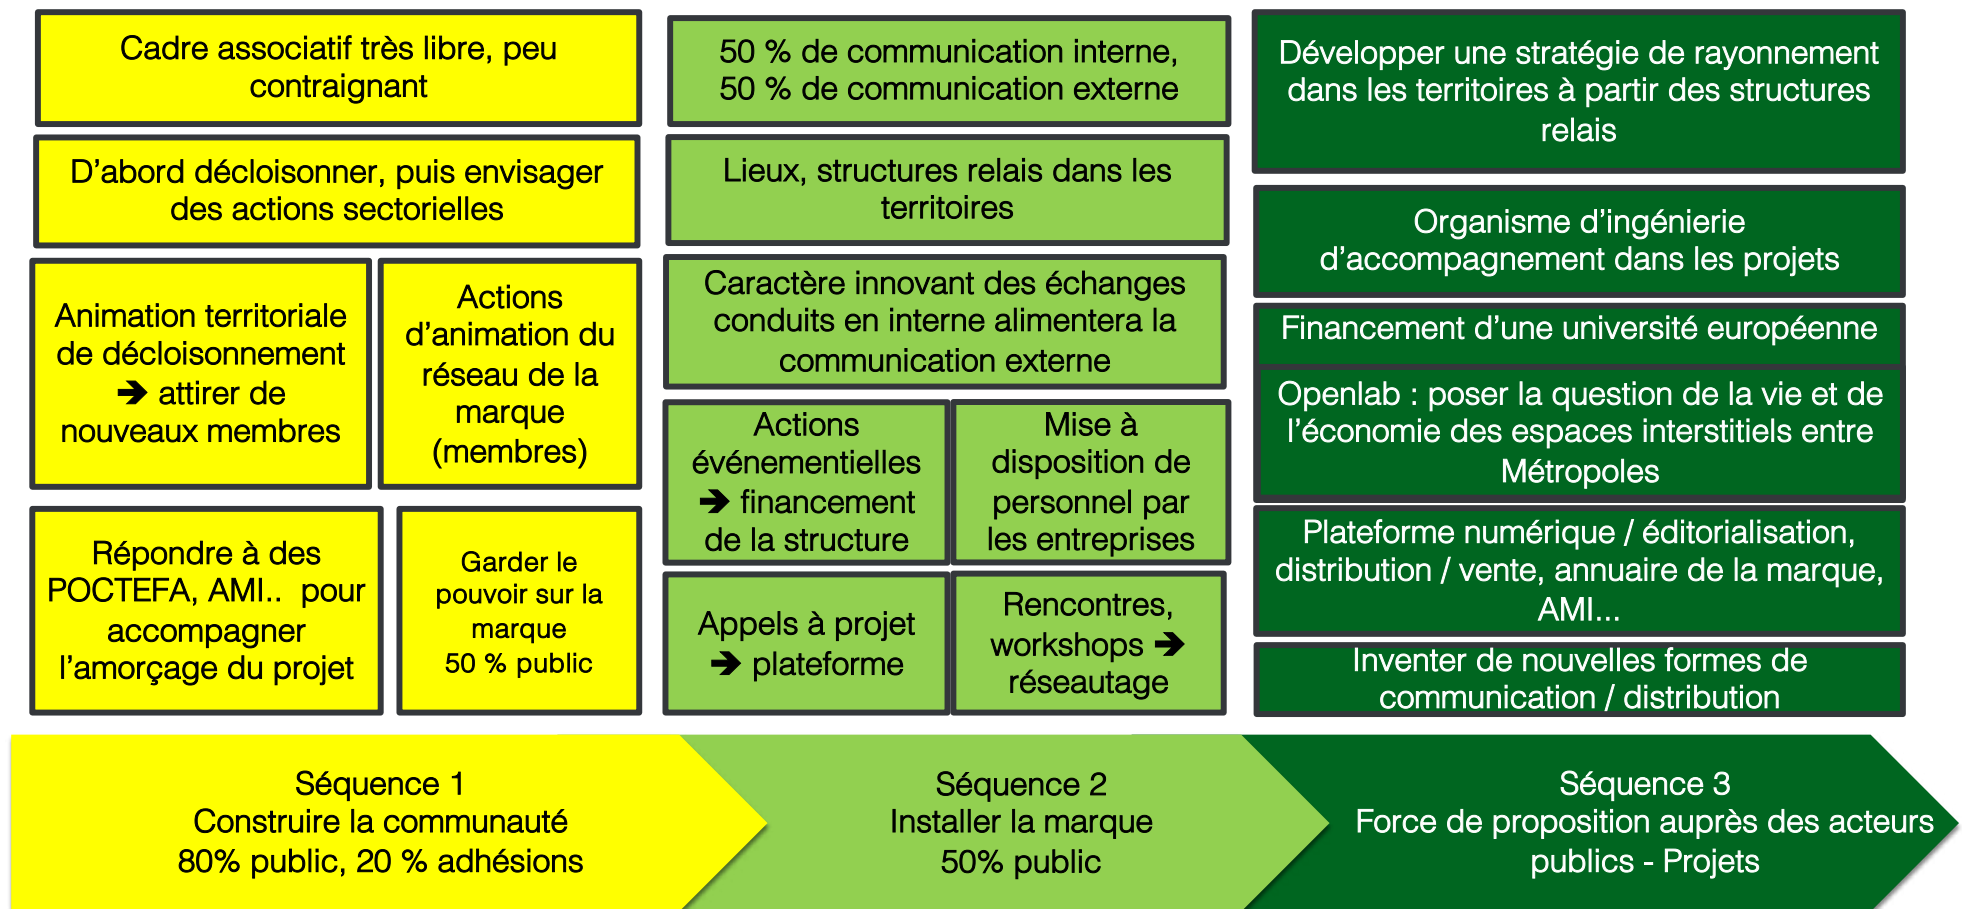 Cadre associatif très libre, peu
contraignant
D’abord décloisonner, puis envisager
des actions sectorielles
Animation territoriale
de décloisonnement
➔ attirer de
nouveaux membres
Actions
d’animation du
réseau de la
marque
(membres)
Répondre à des
POCTEFA, AMI.. pour
accompagner
l’amorçage du projet
Garder le
pouvoir sur la
marque
50 % public
50 % de communication interne,
50 % de communication externe
Lieux, structures relais dans les
territoires
Caractère innovant des échanges
conduits en interne alimentera la
communication externe
Actions
événementielles
➔ financement
de la structure
Mise à
disposition de
personnel par
les entreprises
Appels à projet
➔ plateforme
Rencontres,
workshops ➔
réseautage
Développer une stratégie de rayonnement
dans les territoires à partir des structures
relais
Organisme d’ingénierie
d’accompagnement dans les projets
Financement d’une université européenne
Openlab : poser la question de la vie et de
l’économie des espaces interstitiels entre
Métropoles
Plateforme numérique / éditorialisation,
distribution / vente, annuaire de la marque,
AMI...
Inventer de nouvelles formes de
communication / distribution
Séquence 1
Construire la communauté
80% public, 20 % adhésions
Séquence 2
Installer la marque
50% public
Séquence 3
Force de proposition auprès des acteurs
publics - Projets